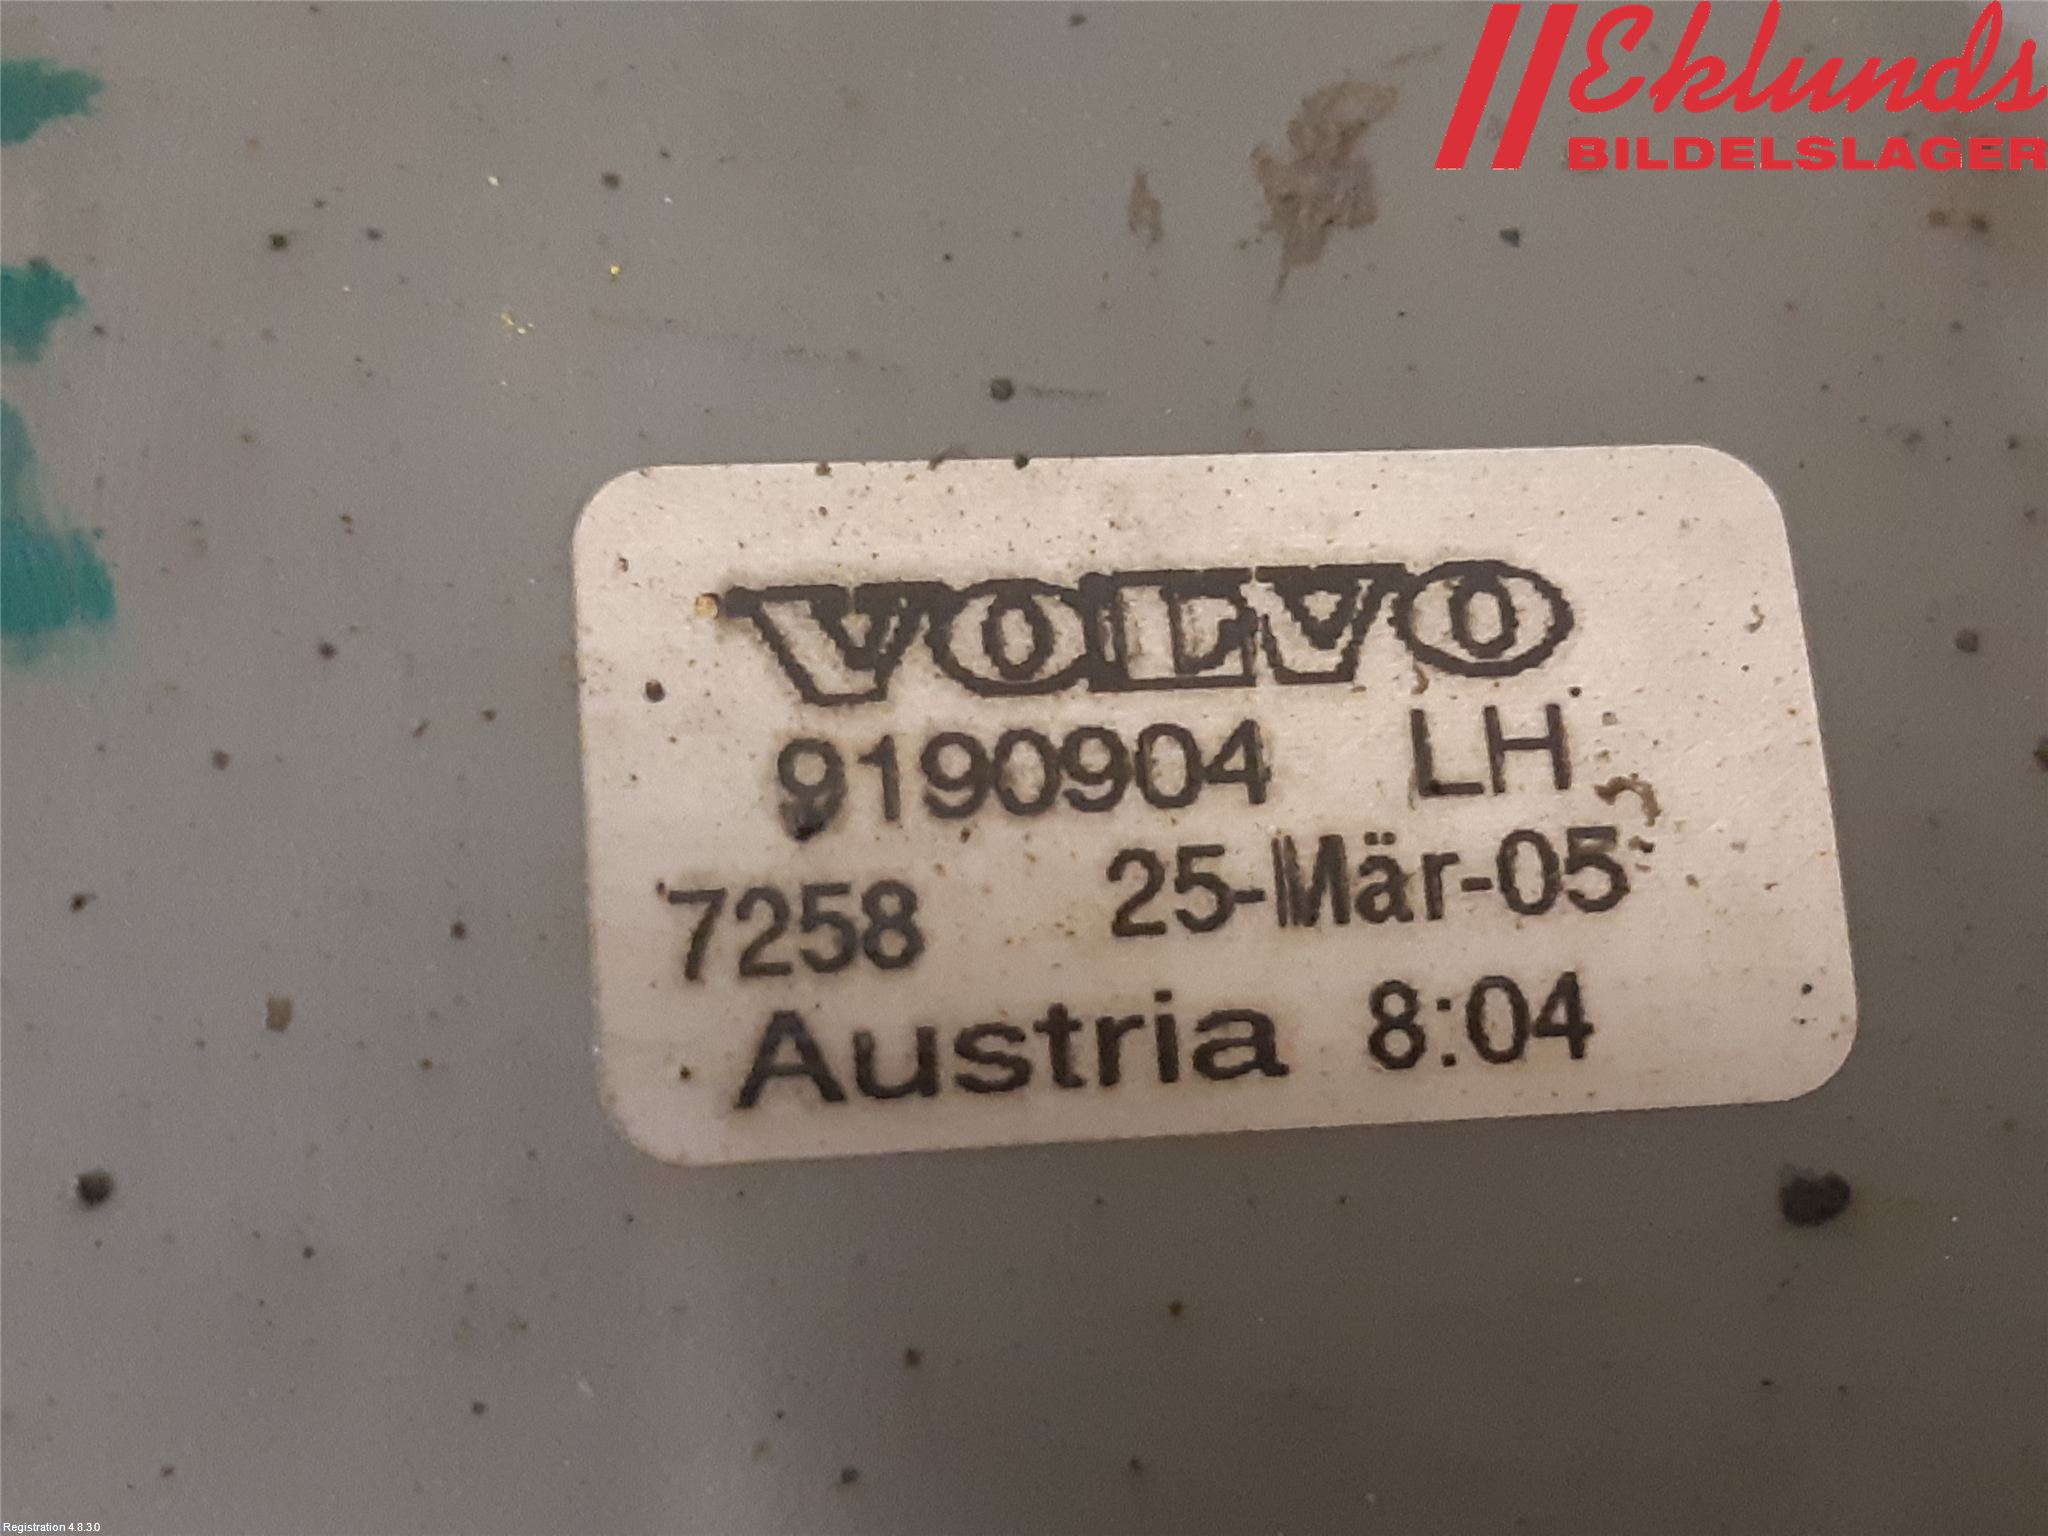 Eklunds
BILDELSLAGER
VOLVO
9190904 LH
7258 25-Mär-05
Austria 8:04
Registration 4.8.3.0